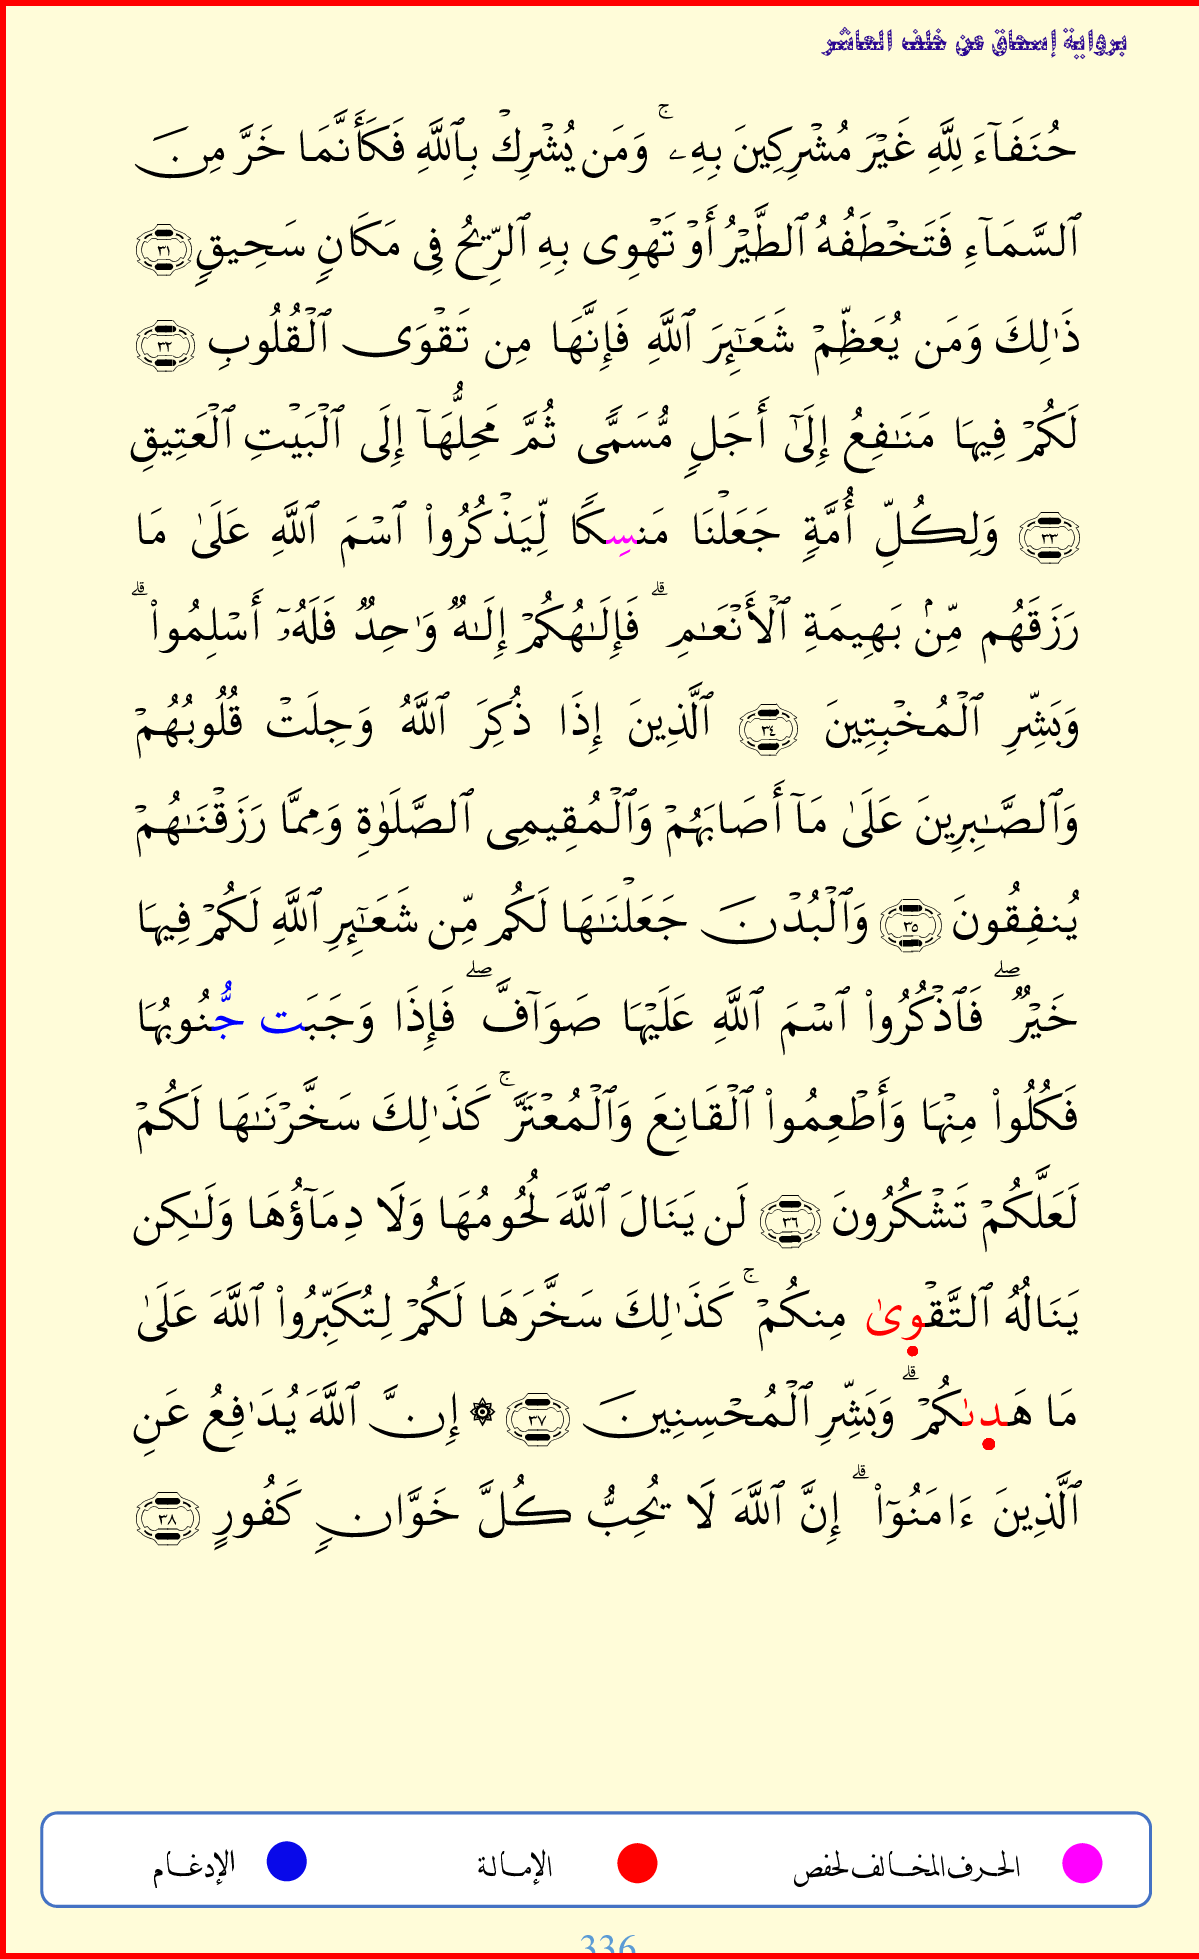 برواية إسحاق عن خلف العاشر
حُنَفَآءَ لِلَّهِ غَيْرَ مُشْرِكِينَ بِهِۦ ۚ وَمَن يُشْرِكْ بِٱللَّهِ فَكَأَنَّمَا خَرَّ مِنَ
ٱلسَّمَآءِ فَتَخْطَفُهُ ٱلطَّيْرُ أَوْ تَهْوِى بِهِ ٱلرِّيحُ فِى مَكَانٍ سَحِيقٍ ٣١
ذَٰلِكَ وَمَن يُعَظِّمْ شَعَـٰٓئِرَ ٱللَّهِ فَإِنَّهَا مِن تَقْوَى ٱلْقُلُوبِ ٣٢
لَكُمْ فِيهَا مَنَـٰفِعُ إِلَىٰٓ أَجَلٍ مُّسَمًّى ثُمَّ مَحِلُّهَآ إِلَى ٱلْبَيْتِ ٱلْعَتِيقِ
٣٣ وَلِكُلِّ أُمَّةٍ جَعَلْنَا مَنسِكًا لِّيَذْكُرُوا۟ ٱسْمَ ٱللَّهِ عَلَىٰ مَا
رَزَقَهُم مِّنۢ بَهِيمَةِ ٱلْأَنْعَـٰمِ ۗ فَإِلَـٰهُكُمْ إِلَـٰهٌ وَٰحِدٌ فَلَهُۥٓ أَسْلِمُوا۟ ۗ
وَبَشِّرِ ٱلْمُخْبِتِينَ ٣٤ ٱلَّذِينَ إِذَا ذُكِرَ ٱللَّهُ وَجِلَتْ قُلُوبُهُمْ
وَٱلصَّـٰبِرِينَ عَلَىٰ مَآ أَصَابَهُمْ وَٱلْمُقِيمِى ٱلصَّلَوٰةِ وَمِمَّا رَزَقْنَـٰهُمْ
يُنفِقُونَ ٣٥ وَٱلْبُدْنَ جَعَلْنَـٰهَا لَكُم مِّن شَعَـٰٓئِرِ ٱللَّهِ لَكُمْ فِيهَا
خَيْرٌ ۖ فَٱذْكُرُوا۟ ٱسْمَ ٱللَّهِ عَلَيْهَا صَوَآفَّ ۖ فَإِذَا وَجَبَت جُّنُوبُهَا
فَكُلُوا۟ مِنْهَا وَأَطْعِمُوا۟ ٱلْقَانِعَ وَٱلْمُعْتَرَّ ۚ كَذَٰلِكَ سَخَّرْنَـٰهَا لَكُمْ
لَعَلَّكُمْ تَشْكُرُونَ ٣٦ لَن يَنَالَ ٱللَّهَ لُحُومُهَا وَلَا دِمَآؤُهَا وَلَـٰكِن
يَنَالُهُ ٱلتَّقْوِىٰ مِنكُمْ ۚ كَذَٰلِكَ سَخَّرَهَا لَكُمْ لِتُكَبِّرُوا۟ ٱللَّهَ عَلَىٰ
مَا هَدِىٰكُمْ ۗ وَبَشِّرِ ٱلْمُحْسِنِينَ ٣٧ ۞ إِنَّ ٱللَّهَ يُدَٰفِعُ عَنِ
ٱلَّذِينَ ءَامَنُوٓا۟ ۗ إِنَّ ٱللَّهَ لَا يُحِبُّ كُلَّ خَوَّانٍ كَفُورٍ ٣٨
الحرف المخالف لحفص الإمالة الإدغام
336